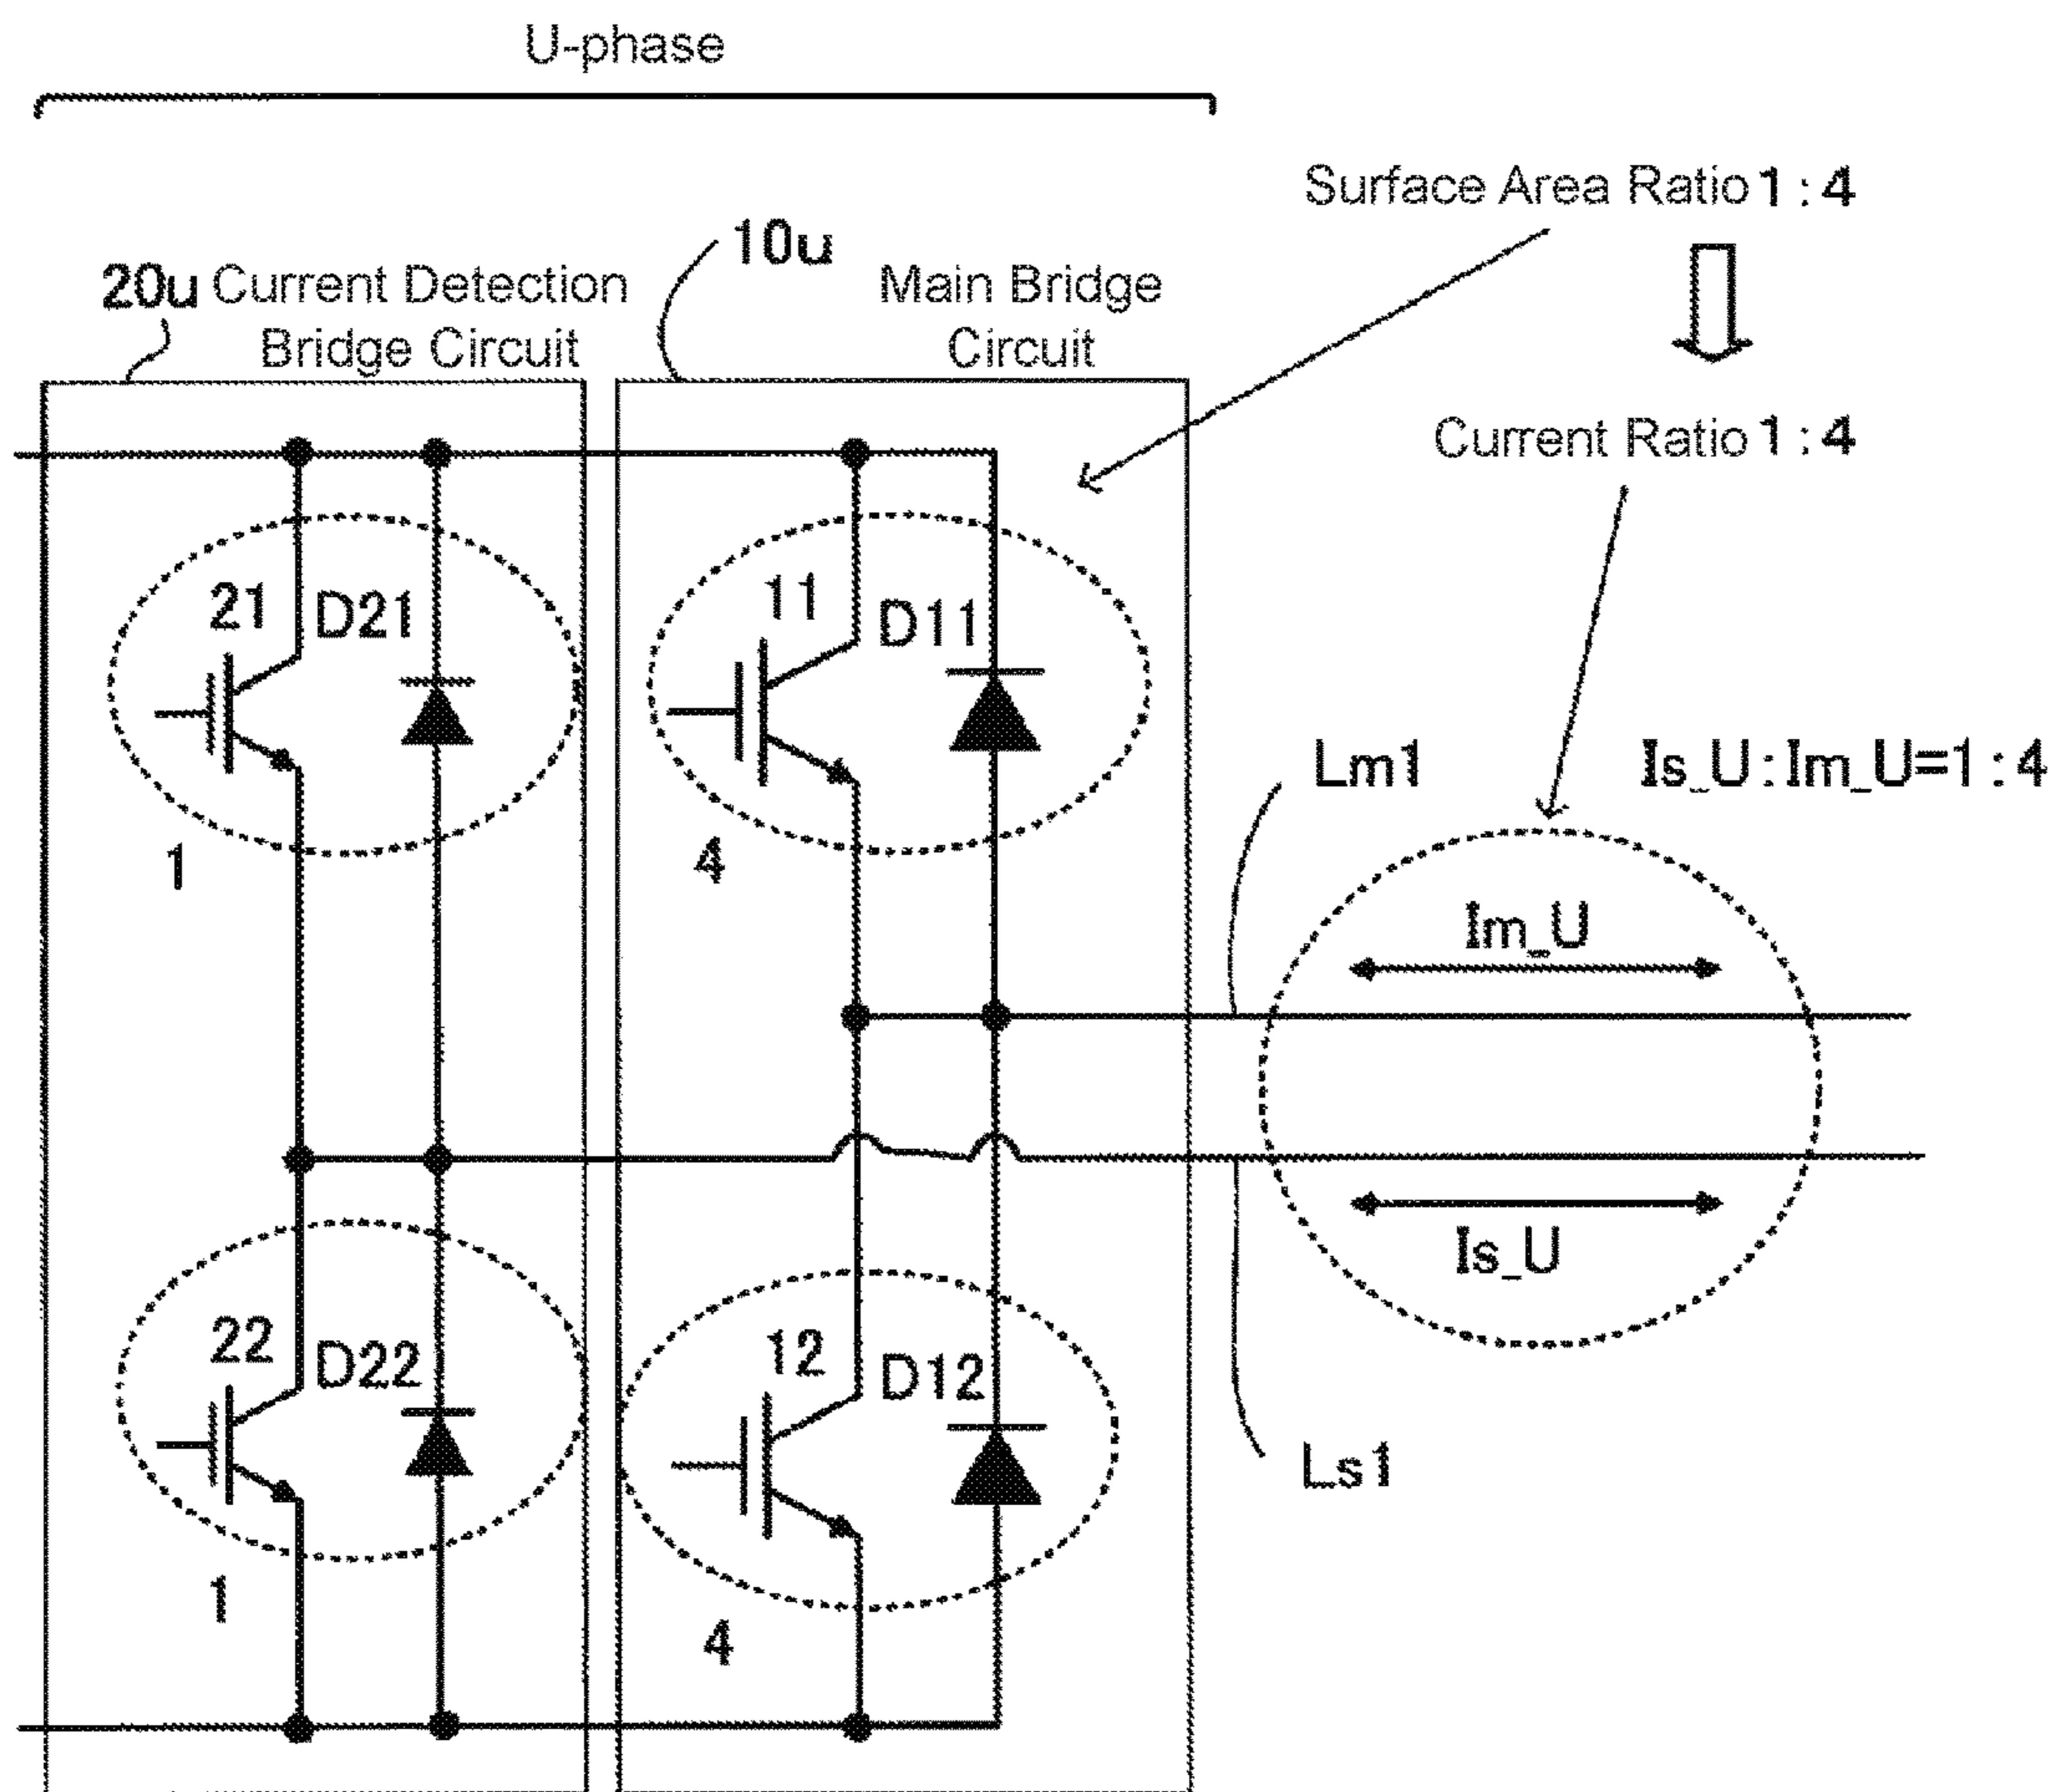 U-phase
Surface Area Ratio 1:4
10u
20u Current Detection
Bridge Circuit
Main Bridge
Circuit
Current Ratio 1:4
21
D21
11
D11
1
4
Lm1
Is_U:Im_U=1:4
Im_U
Is_U
22
D22
12
D12
Ls1
1
4